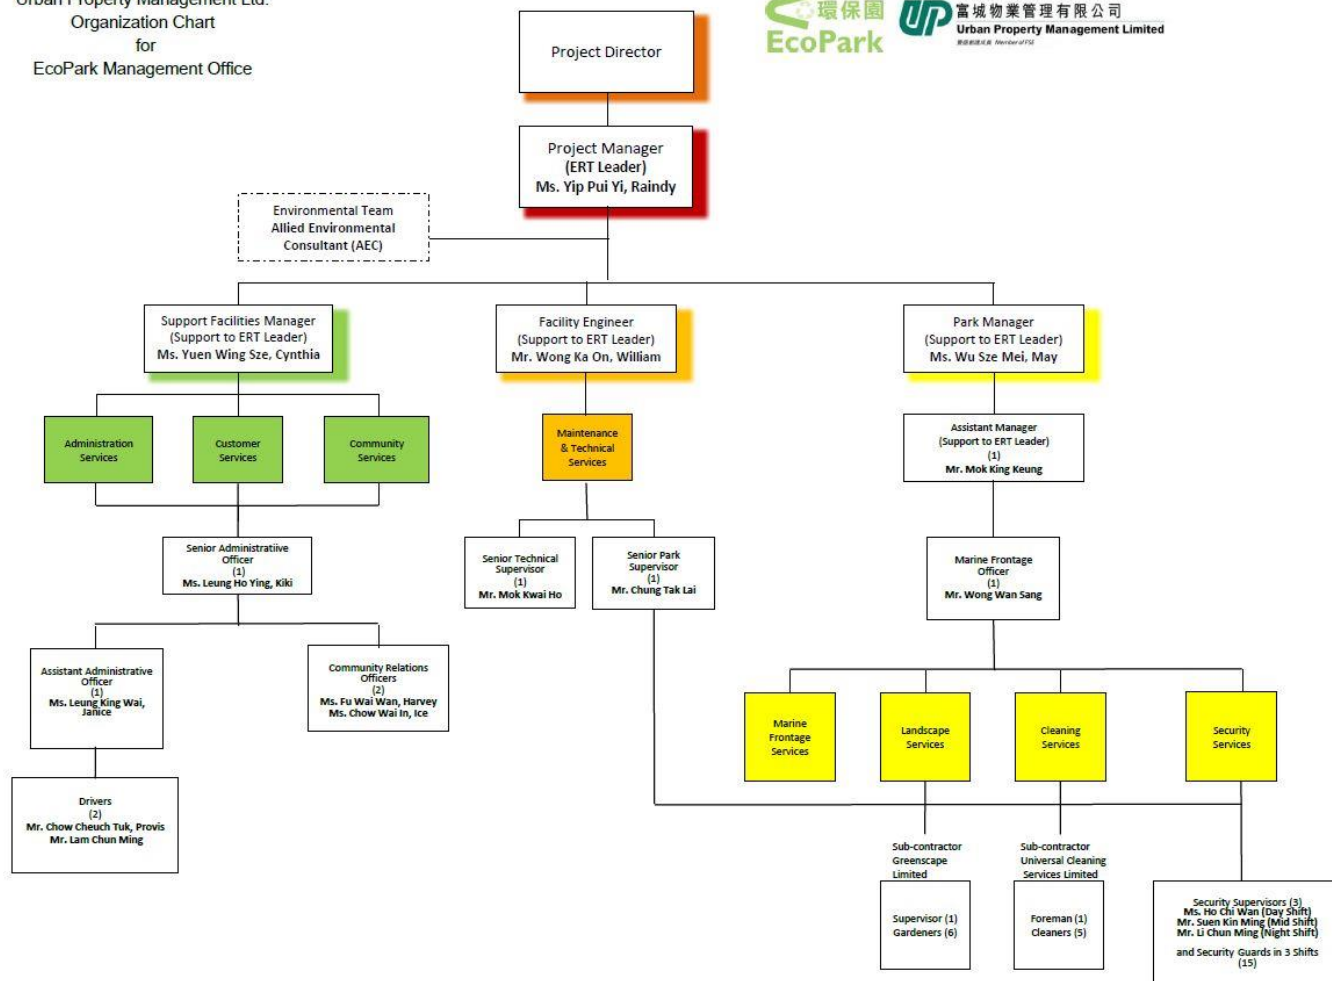 Urban Property Management Ltd.
Organization Chart
for
EcoPark Management Office
環保園
EcoPark
UP
富城物業管理有限公司
Urban Property Management Limited
Member of FSE
Project Director
Project Manager
(ERT Leader)
Ms. Yip Pui Yi, Raindy
Environmental Team
Allied Environmental
Consultant (AEC)
Support Facilities Manager
(Support to ERT Leader)
Ms. Yuen Wing Sze, Cynthia
Facility Engineer
(Support to ERT Leader)
Mr. Wong Ka On, William
Park Manager
(Support to ERT Leader)
Ms. Wu Sze Mei, May
Administration
Services
Customer
Services
Community
Services
Maintenance
& Technical
Services
Assistant Manager
(Support to ERT Leader)
(1)
Mr. Mok King Keung
Senior Administratiive
Officer
(1)
Ms. Leung Ho Ying, Kiki
Senior Technical
Supervisor
(1)
Mr. Mok Kwai Ho
Senior Park
Supervisor
(1)
Mr. Chung Tak Lai
Marine Frontage
Officer
(1)
Mr. Wong Wan Sang
Assistant Administrative
Officer
(1)
Ms. Leung King Wai,
Janice
Community Relations
Officers
(2)
Ms. Fu Wai Wan, Harvey
Ms. Chow Wai In, Ice
Marine
Frontage
Services
Landscape
Services
Cleaning
Services
Security
Services
Drivers
(2)
Mr. Chow Cheuch Tuk, Provis
Mr. Lam Chun Ming
Sub-contractor
Greenscape
Limited
Sub-contractor
Universal Cleaning
Services Limited
Supervisor (1)
Gardeners (6)
Foreman (1)
Cleaners (5)
Security Supervisors (3)
Ms. Ho Chi Wan (Day Shift)
Mr. Suen Kin Ming (Mid Shift)
Mr. Li Chun Ming (Night Shift)
and Security Guards in 3 Shifts
(15)